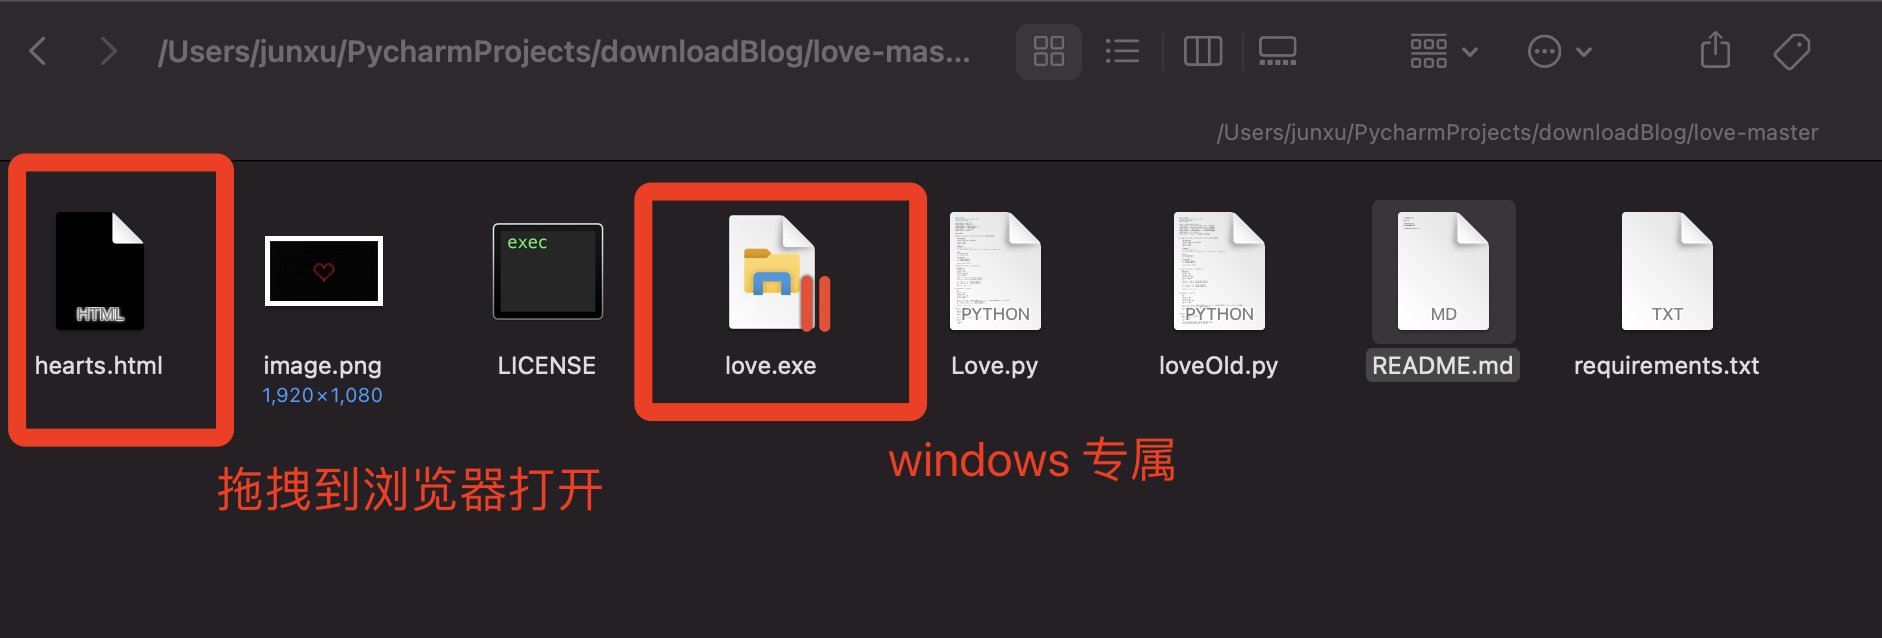 /Users/junxu/PycharmProjects/downloadBlog/love-mas...
/Users/junxu/PycharmProjects/downloadBlog/love-master
HTML
exec
PYTHON
PYTHON
MD
TXT
hearts.html
image.png
LICENSE
love.exe
Love.py
loveOld.py
README.md
requirements.txt
1,920×1,080
windows 专属
拖拽到浏览器打开